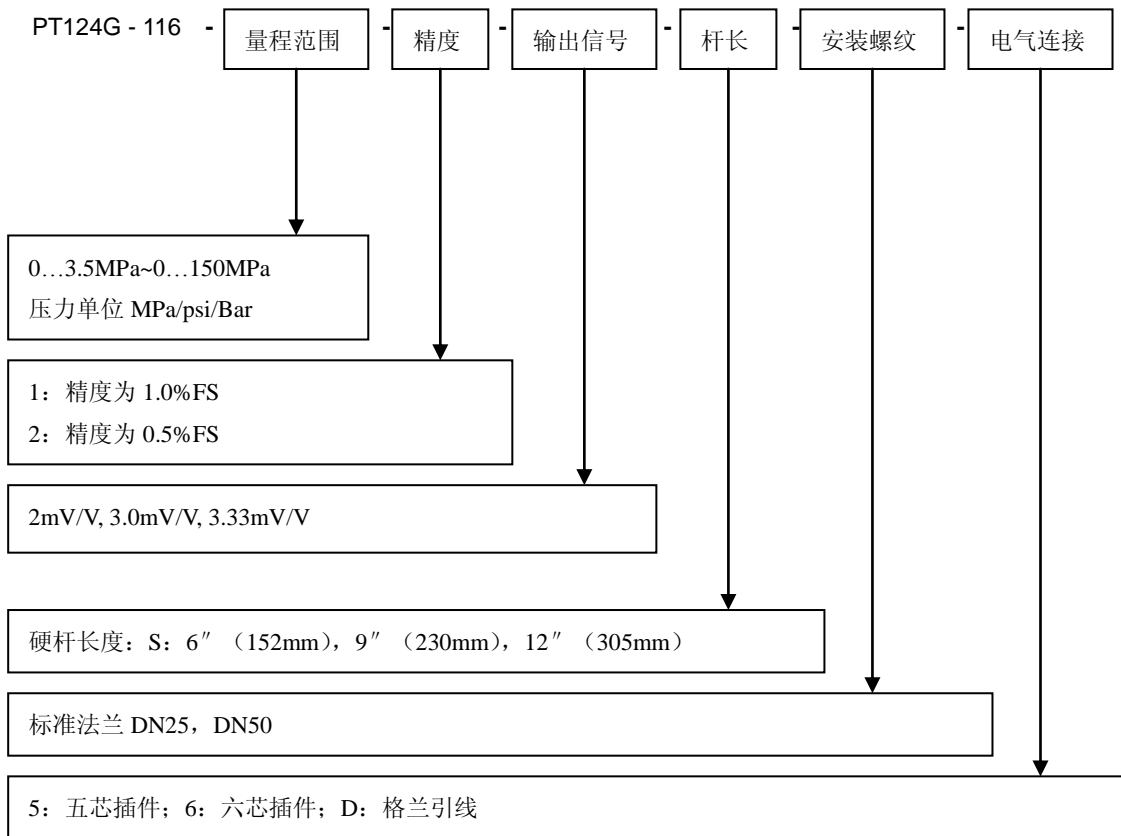 PT124G - 116 - 量程范围 - 精度 - 输出信号 - 杆长 - 安装螺纹 - 电气连接
0…3.5MPa~0…150MPa
压力单位 MPa/psi/Bar
1：精度为 1.0%FS
2：精度为 0.5%FS
2mV/V, 3.0mV/V, 3.33mV/V
硬杆长度：S：6″（152mm），9″（230mm），12″（305mm）
标准法兰 DN25，DN50
5：五芯插件；6：六芯插件；D：格兰引线